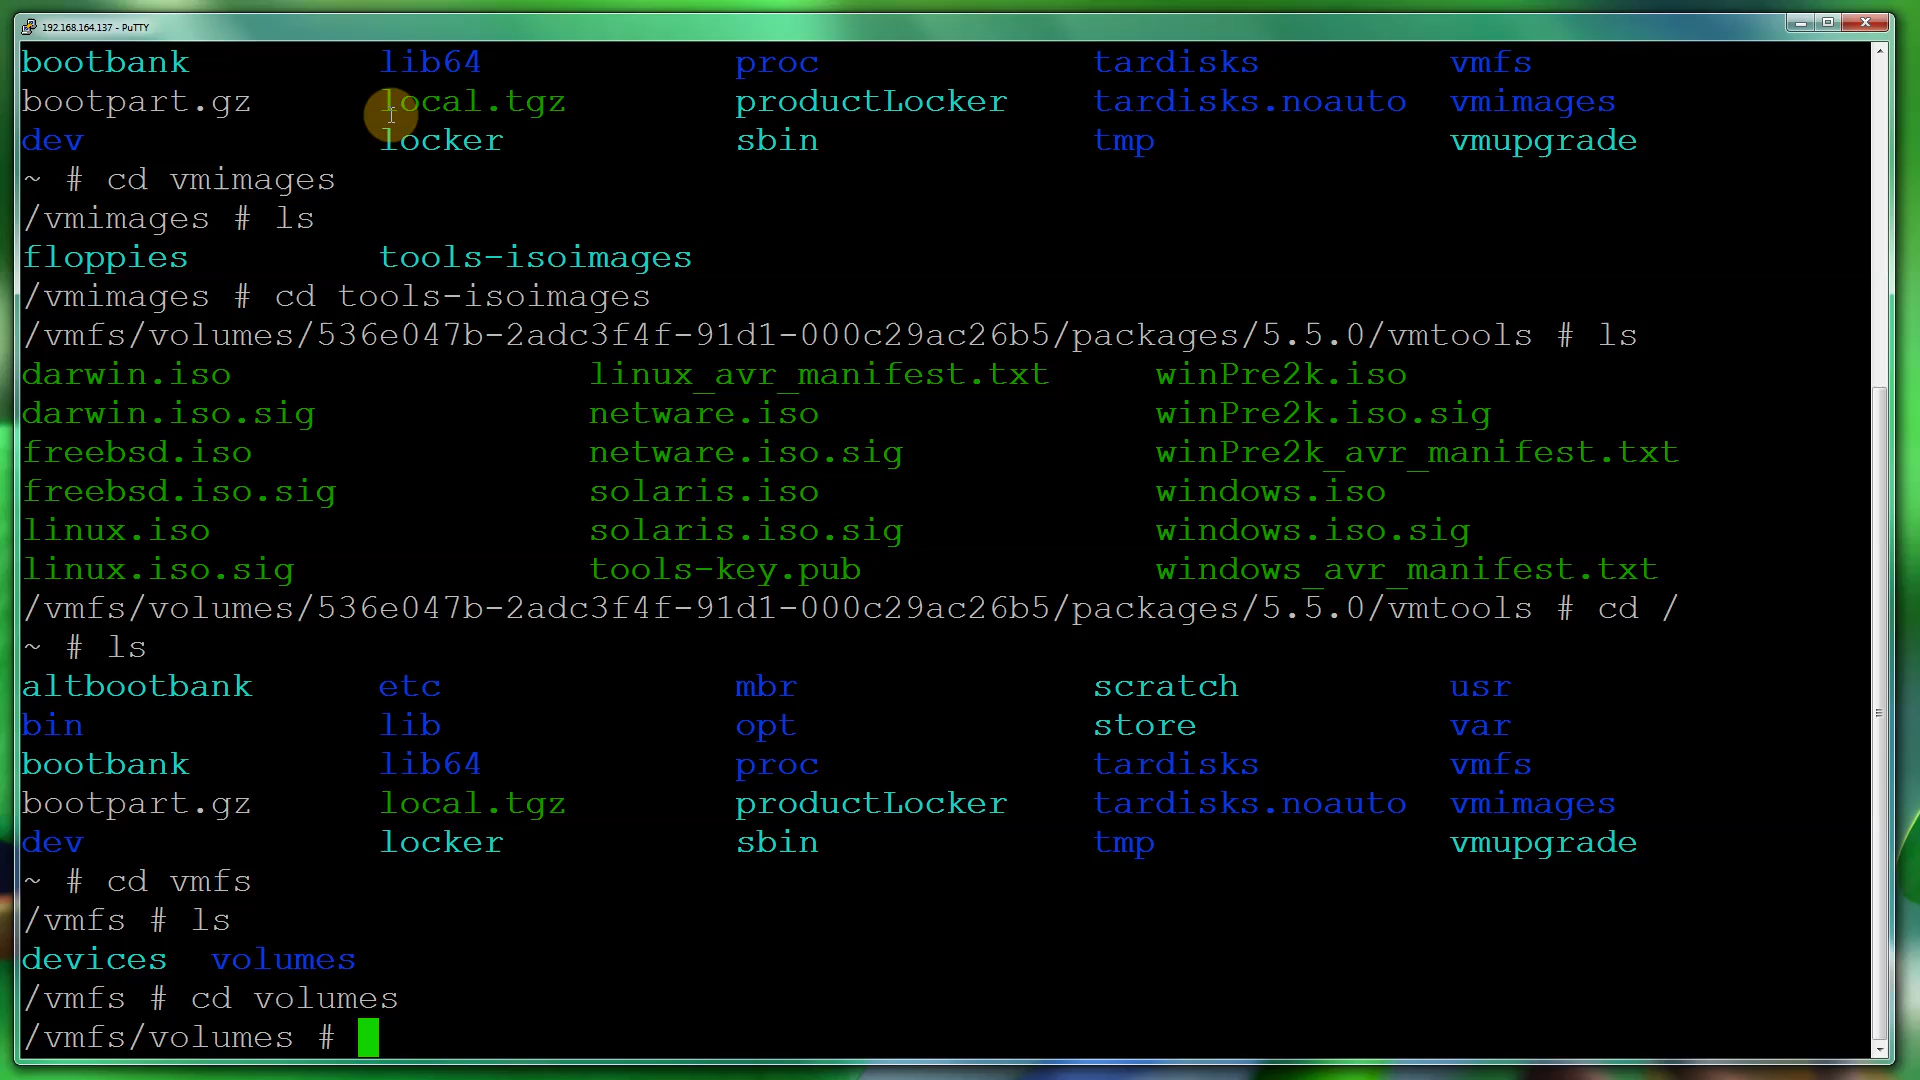 192.168.164.137 - PuTTY
bootbank lib64 proc tardisks vmfs
bootpart.gz local.tgz productLocker tardisks.noauto vmimages
dev locker sbin tmp vmupgrade
~ # cd vmimages
/vmimages # ls
floppies tools-isoimages
/vmimages # cd tools-isoimages
/vmfs/volumes/536e047b-2adc3f4f-91d1-000c29ac26b5/packages/5.5.0/vmtools # ls
darwin.iso linux_avr_manifest.txt winPre2k.iso
darwin.iso.sig netware.iso winPre2k.iso.sig
freebsd.iso netware.iso.sig winPre2k_avr_manifest.txt
freebsd.iso.sig solaris.iso windows.iso
linux.iso solaris.iso.sig windows.iso.sig
linux.iso.sig tools-key.pub windows_avr_manifest.txt
/vmfs/volumes/536e047b-2adc3f4f-91d1-000c29ac26b5/packages/5.5.0/vmtools # cd /
~ # ls
altbootbank etc mbr scratch usr
bin lib opt store var
bootbank lib64 proc tardisks vmfs
bootpart.gz local.tgz productLocker tardisks.noauto vmimages
dev locker sbin tmp vmupgrade
~ # cd vmfs
/vmfs # ls
devices volumes
/vmfs # cd volumes
/vmfs/volumes #